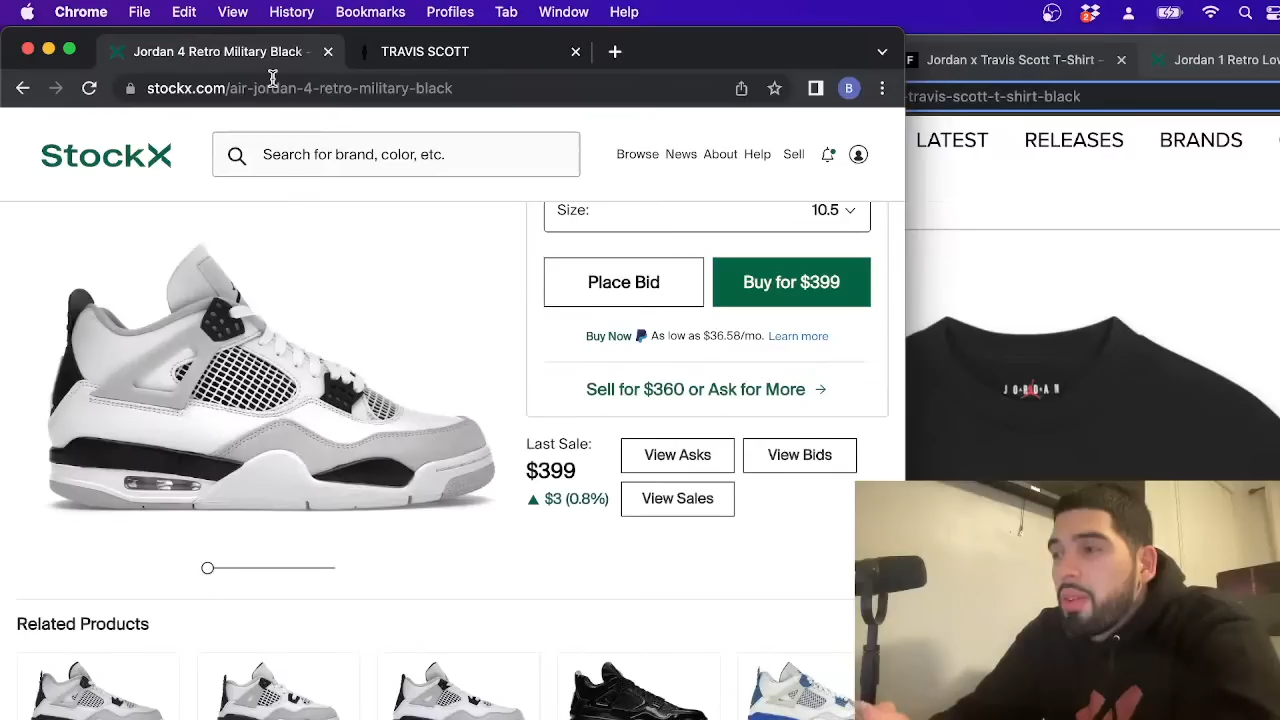 Chrome File Edit View History Bookmarks Profiles Tab Window Help
2
Jordan 4 Retro Military Black -
TRAVIS SCOTT
Jordan x Travis Scott T-Shirt -
Jordan 1 Retro Lov
stockx.com/air-jordan-4-retro-military-black
B
travis-scott-t-shirt-black
StockX
Search for brand, color, etc.
Browse News About Help Sell
LATEST RELEASES BRANDS
Size: 10.5
Place Bid
Buy for $399
Buy Now As low as $36.58/mo. Learn more
Sell for $360 or Ask for More →
JORDAN
Last Sale:
$399
▲ $3 (0.8%)
View Asks
View Bids
View Sales
Related Products